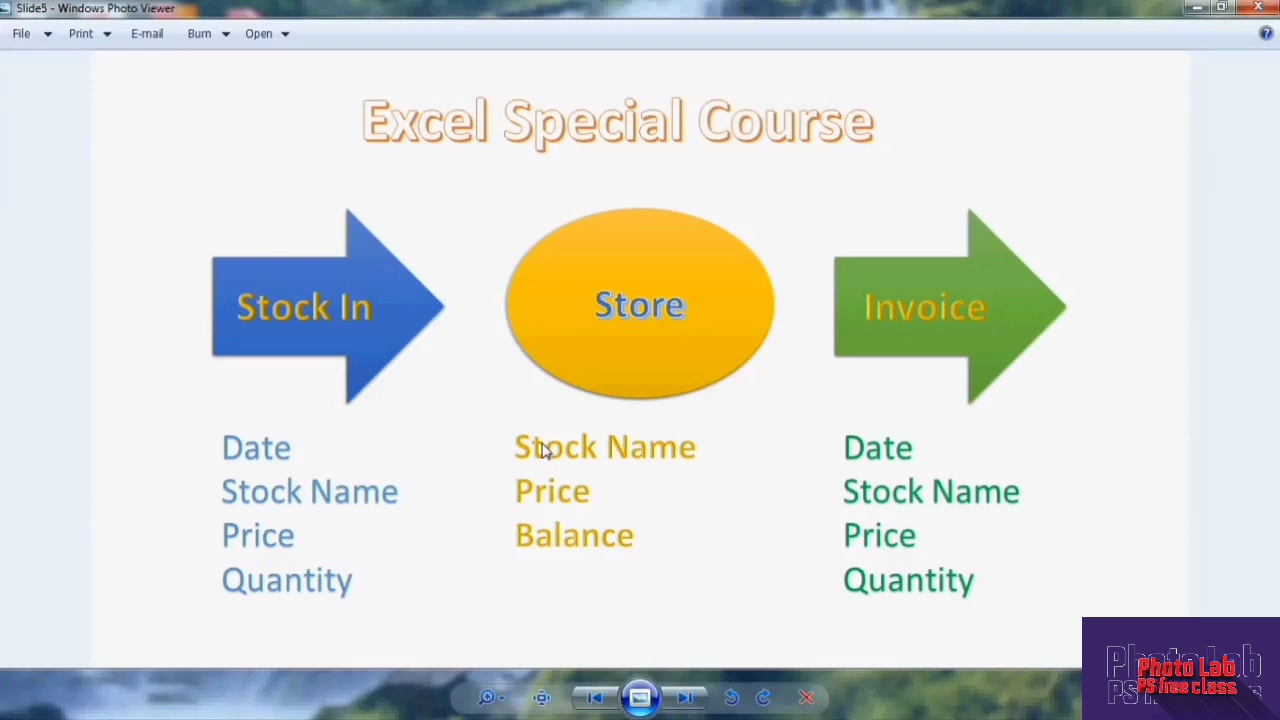 Slide5 - Windows Photo Viewer
File Print E-mail Burn Open
Excel Special Course
Stock In
Store
Invoice
Date
Stock Name
Price
Quantity
Stock Name
Price
Balance
Date
Stock Name
Price
Quantity
Photo Lab
PS free class